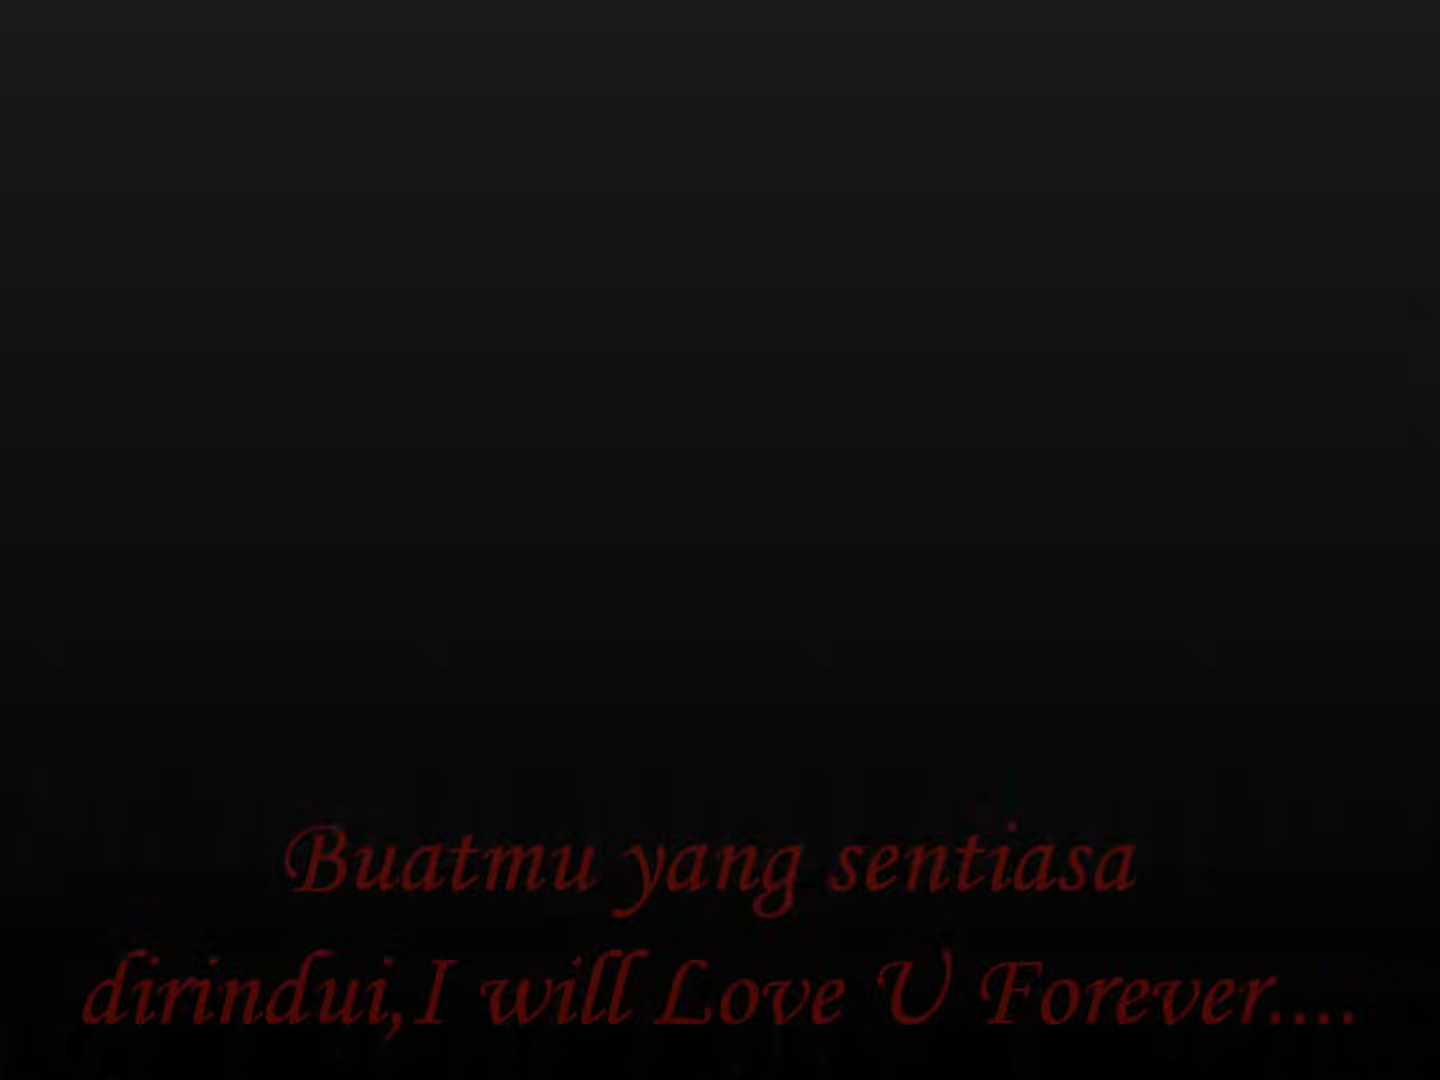 Buatmu yang sentiasa
dirindui,I will Love U Forever....